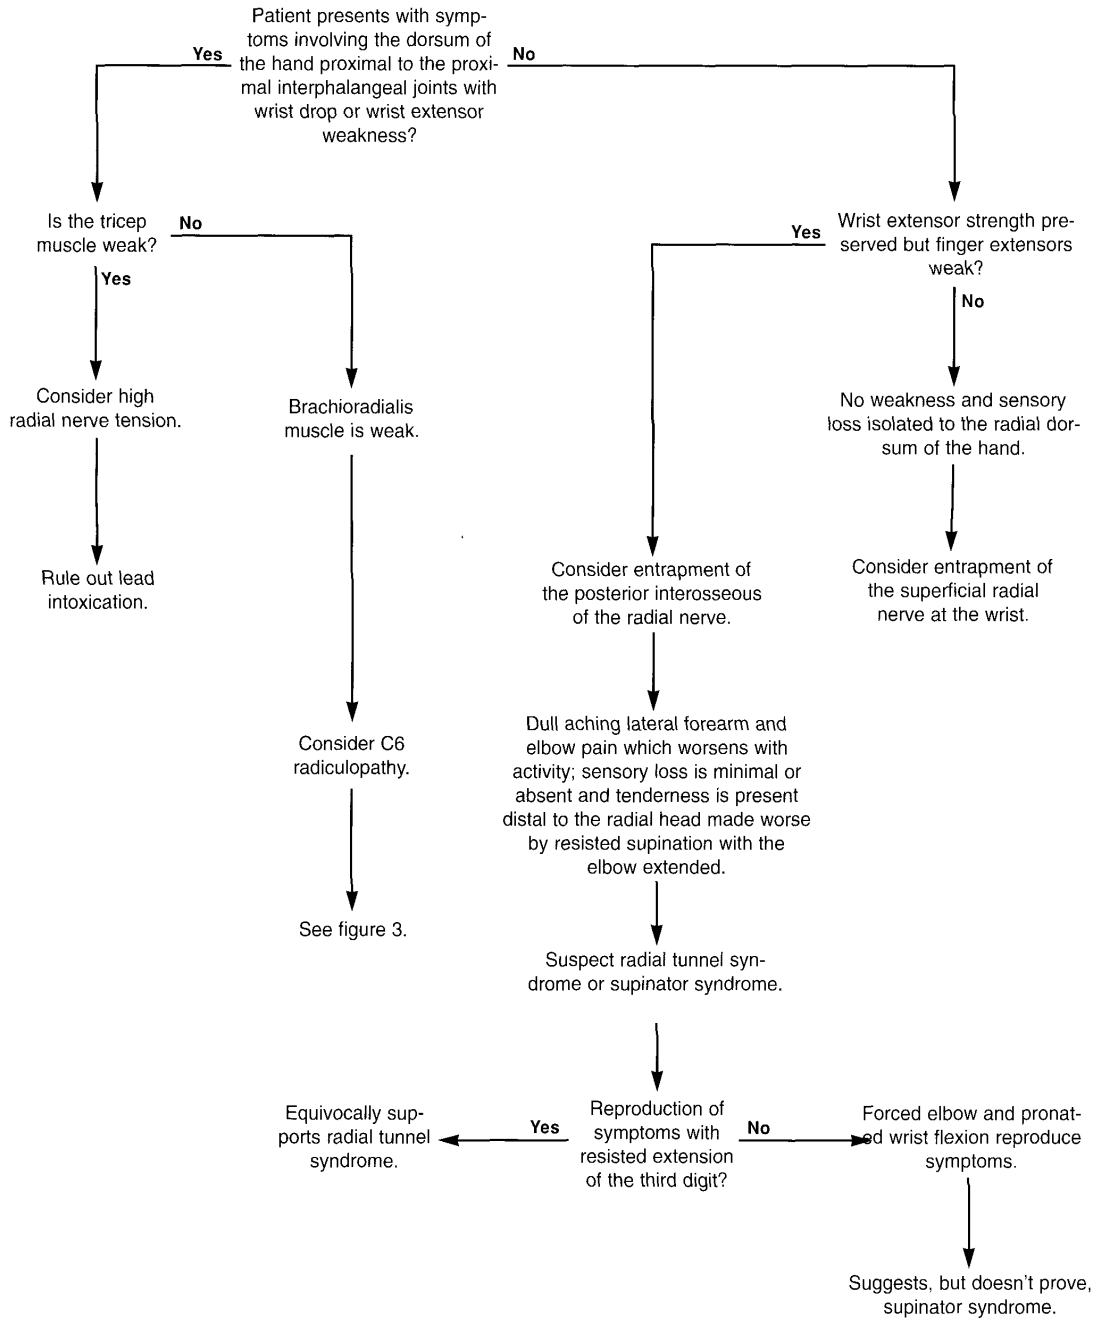 Patient presents with symp-
toms involving the dorsum of
the hand proximal to the proxi-
mal interphalangeal joints with
wrist drop or wrist extensor
weakness?
Yes
No
Is the tricep
muscle weak?
No
Yes
Wrist extensor strength pre-
served but finger extensors
weak?
Yes
No
Consider high
radial nerve tension.
Brachioradialis
muscle is weak.
No weakness and sensory
loss isolated to the radial dor-
sum of the hand.
Rule out lead
intoxication.
Consider entrapment of
the posterior interosseous
of the radial nerve.
Consider entrapment of
the superficial radial
nerve at the wrist.
Consider C6
radiculopathy.
Dull aching lateral forearm and
elbow pain which worsens with
activity; sensory loss is minimal or
absent and tenderness is present
distal to the radial head made worse
by resisted supination with the
elbow extended.
See figure 3.
Suspect radial tunnel syn-
drome or supinator syndrome.
Equivocally sup-
ports radial tunnel
syndrome.
Yes
Reproduction of
symptoms with
resisted extension
of the third digit?
No
Forced elbow and pronat-
ed wrist flexion reproduce
symptoms.
Suggests, but doesn't prove,
supinator syndrome.